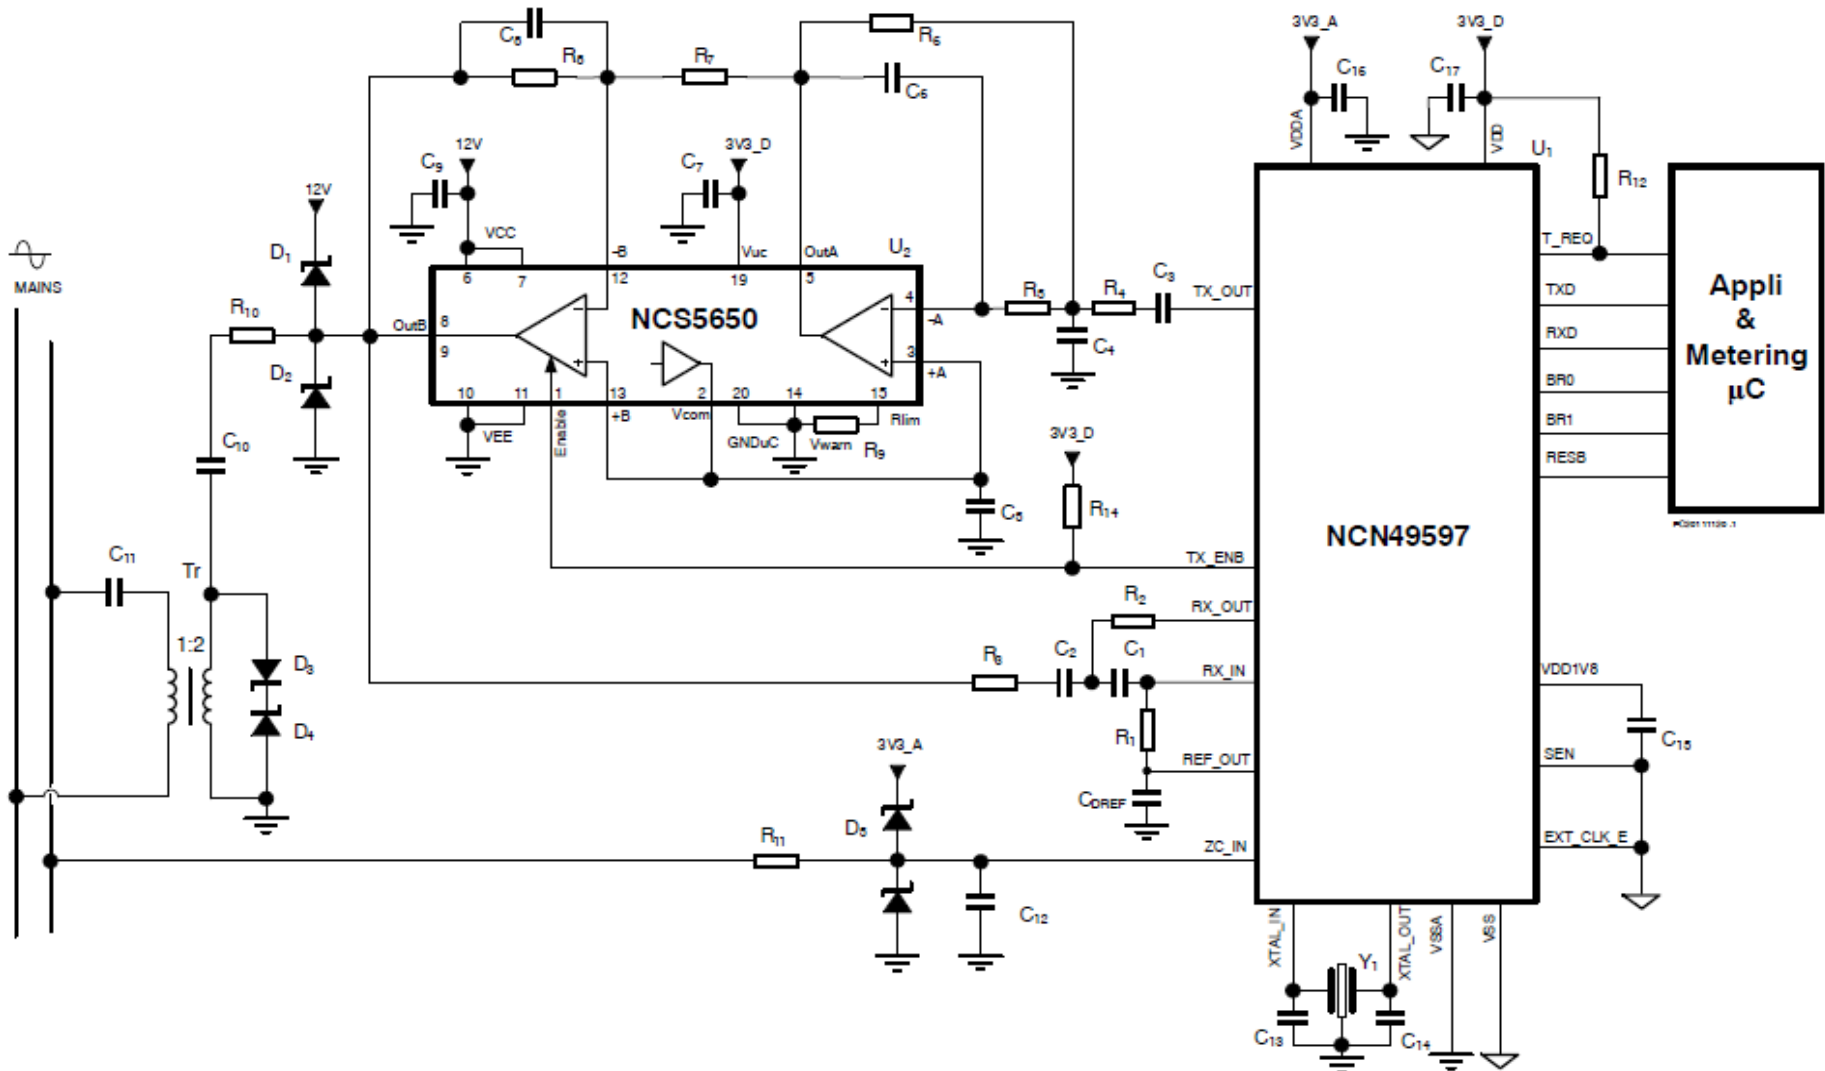 3V3_A
3V3_D
C₈
R₆
R₈
R₇
C₁₆
C₁₇
C₆
VDDA
VDD
U₁
12V
3V3_D
C₉
C₇
R₁₂
12V
VCC
Vuc
-B
OutA
U₂
T_REQ
D₁
6
7
12
19
5
C₃
MAINS
4
R₅
R₄
TX_OUT
TXD
Appli
R₁₀
NCS5650
-A
&
OutB
8
RXD
9
3
C₄
Metering
D₂
+A
BR0
µC
10
11
1
13
2
20
14
15
+B
Vcom
Rlim
BR1
VEE
Enable
GNDuC
Vwarn
R₉
3V3_D
C₁₀
RESB
C₅
R₁₄
NCN49597
C₁₁
Tr
TX_ENB
R₂
RX_OUT
1:2
D₃
R₃
C₂
C₁
RX_IN
VDD1V8
D₄
R₁
3V3_A
REF_OUT
SEN
C₁₅
C_DREF
D₅
R₁₁
ZC_IN
EXT_CLK_E
C₁₂
XTAL_IN
XTAL_OUT
VSSA
VSS
Y₁
C₁₃
C₁₄